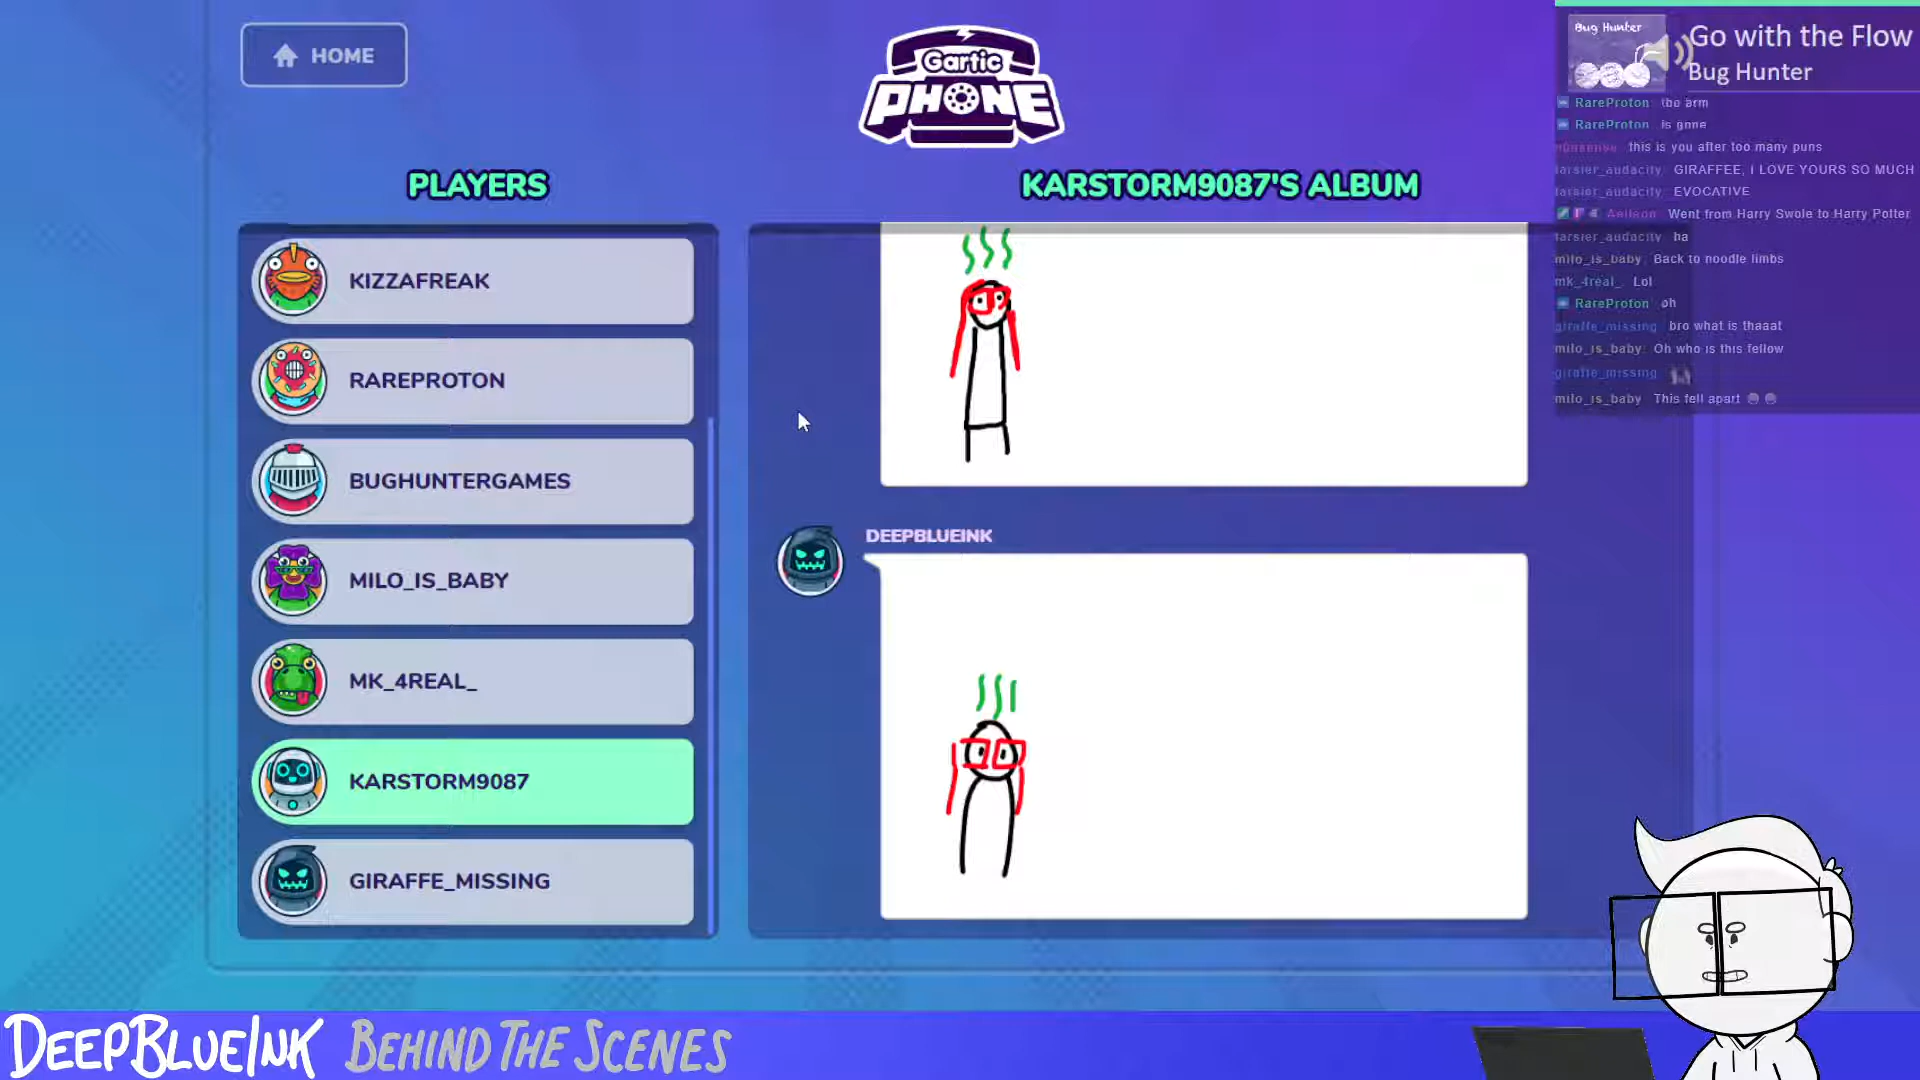 HOME
Gartic
PHONE
PLAYERS
KARSTORM9087'S ALBUM
KIZZAFREAK
RAREPROTON
BUGHUNTERGAMES
MILO_IS_BABY
MK_4REAL_
KARSTORM9087
GIRAFFE_MISSING
DEEPBLUEINK
Bug Hunter
Go with the Flow
Bug Hunter
RareProton the arm
RareProton is gone
this is you after too many puns
tarsier_audacity GIRAFFEE, I LOVE YOURS SO MUCH
tarsier_audacity EVOCATIVE
Went from Harry Swole to Harry Potter
tarsier_audacity ha
milo_is_baby Back to noodle limbs
mk_4real_ Lol
RareProton oh
giraffe_missing bro what is thaaat
milo_is_baby Oh who is this fellow
giraffe_missing
milo_is_baby This fell apart
DEEPBLUEINK BEHIND THE SCENES